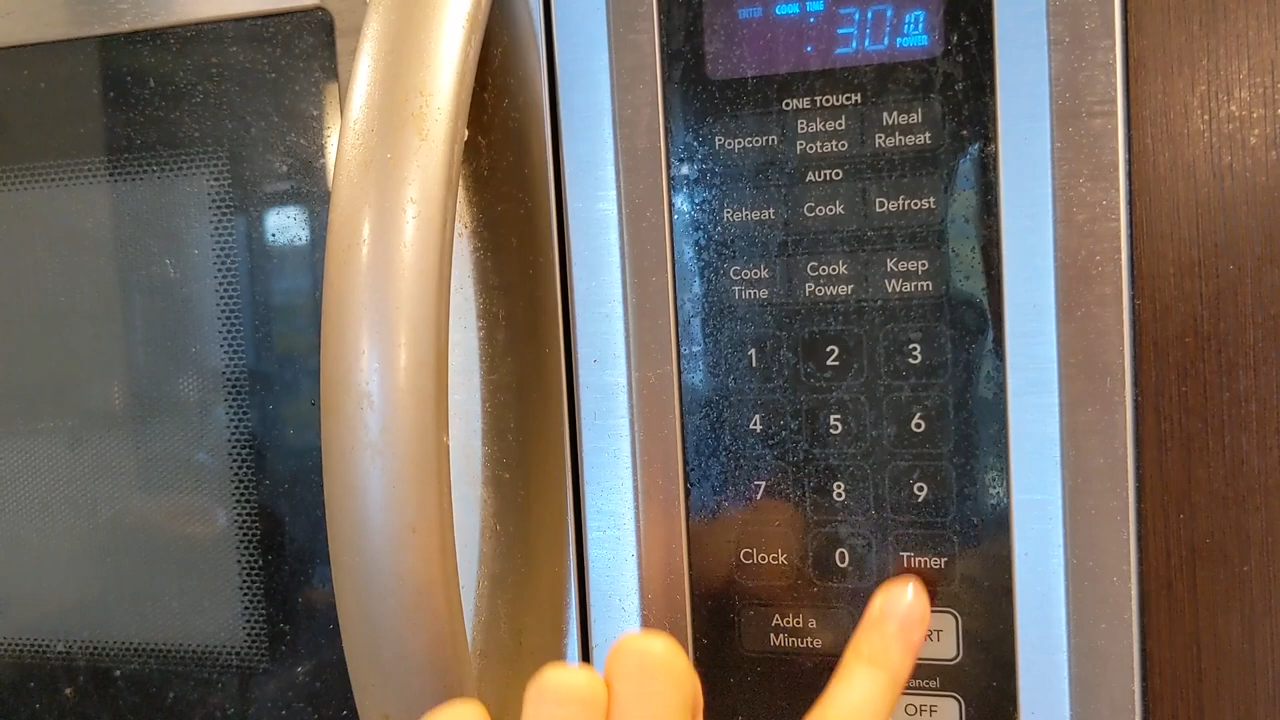 ENTER COOK TIME
:30 10
POWER
ONE TOUCH
Popcorn Baked Potato Meal Reheat
AUTO
Reheat Cook Defrost
Cook Time Cook Power Keep Warm
1 2 3
4 5 6
7 8 9
Clock 0 Timer
Add a Minute RT
ancel
OFF